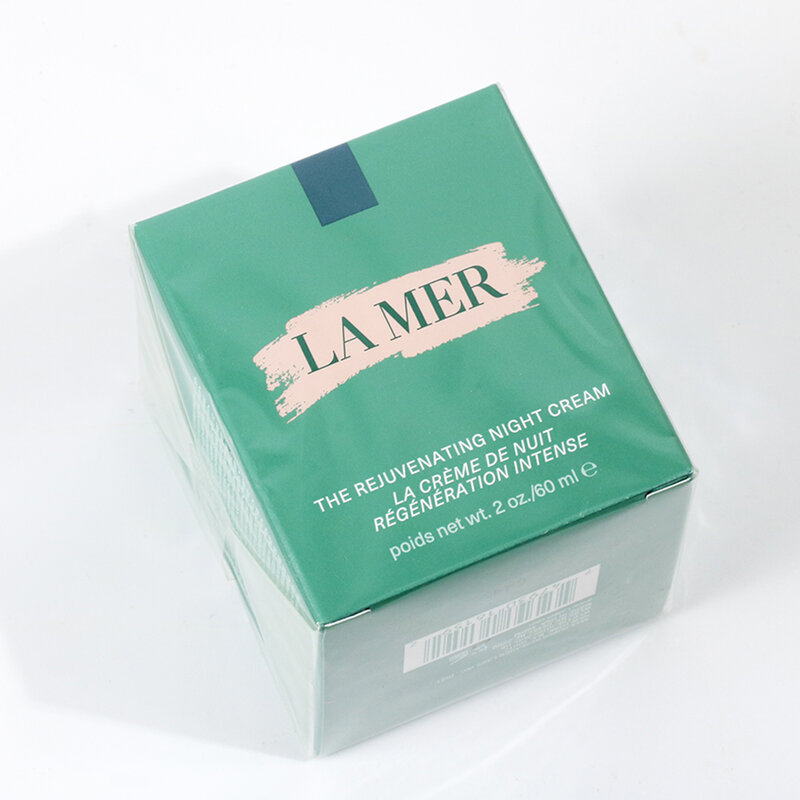 LA MER
THE REJUVENATING NIGHT CREAM
LA CRÈME DE NUIT
RÉGÉNÉRATION INTENSE
poids net wt. 2 oz./60 ml ℮